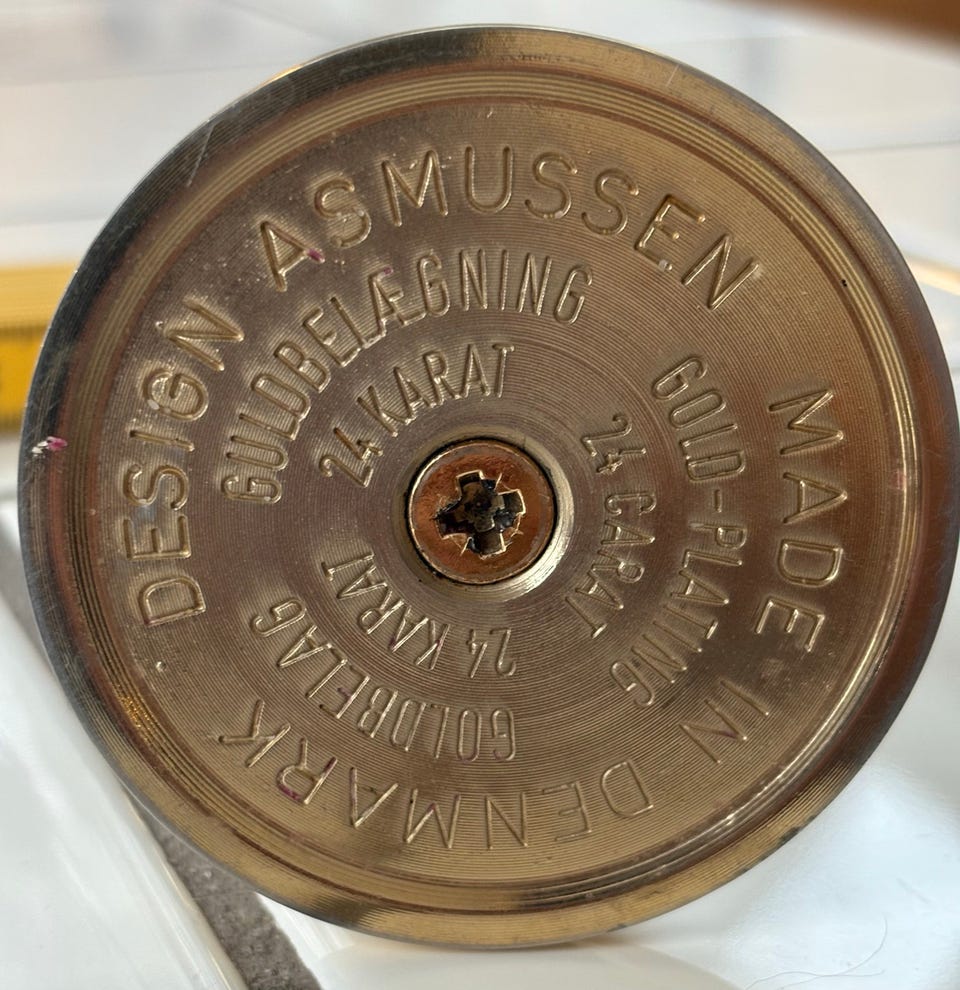 DESIGN ASMUSSEN
MADE IN DENMARK
GULDBELÆGNING
24 KARAT
GOLD-PLATING
24 CARAT
GOLDBELAG
24 KARAT